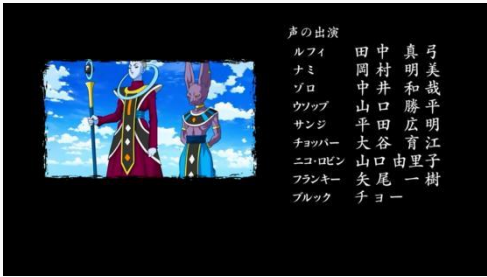 声の出演
ルフィ 田中真弓
ナミ 岡村明美
ゾロ 中井和哉
ウソップ 山口勝平
サンジ 平田広明
チョッパー 大谷育江
ニコ・ロビン 山口由里子
フランキー 矢尾一樹
ブルック チョー